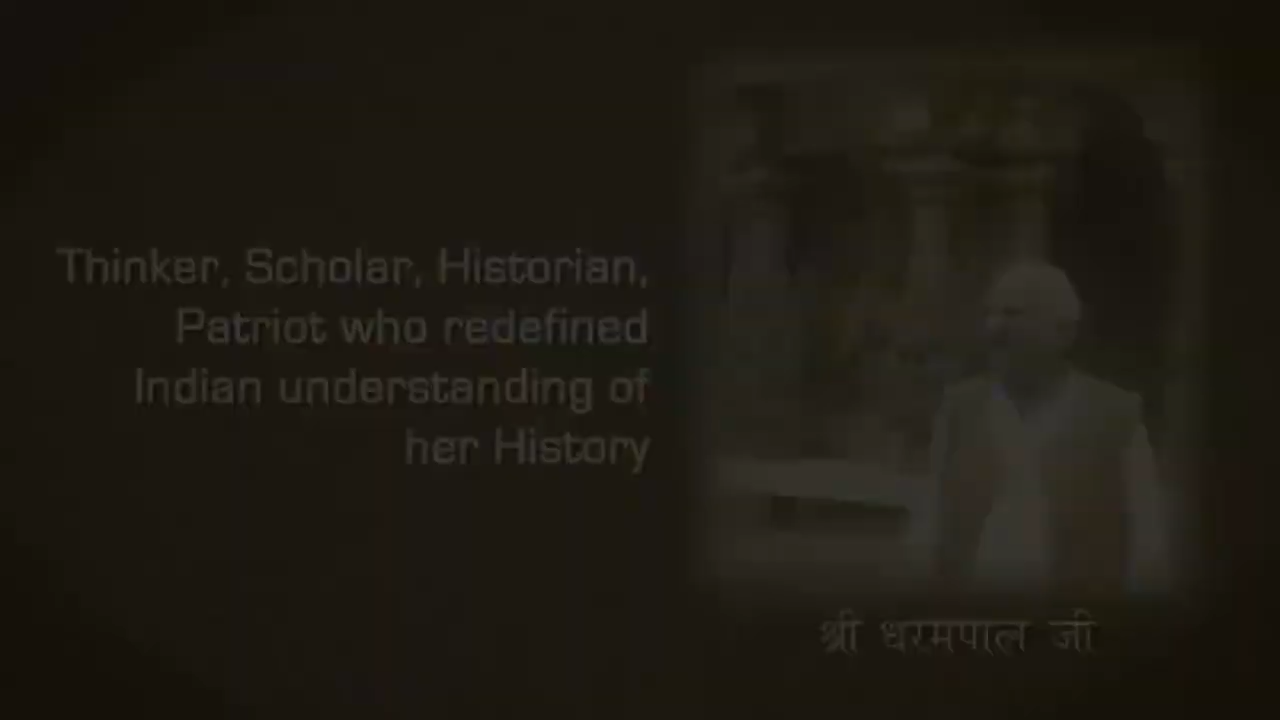 Thinker, Scholar, Historian,
Patriot who redefined
Indian understanding of
her History
श्री धरमपाल जी